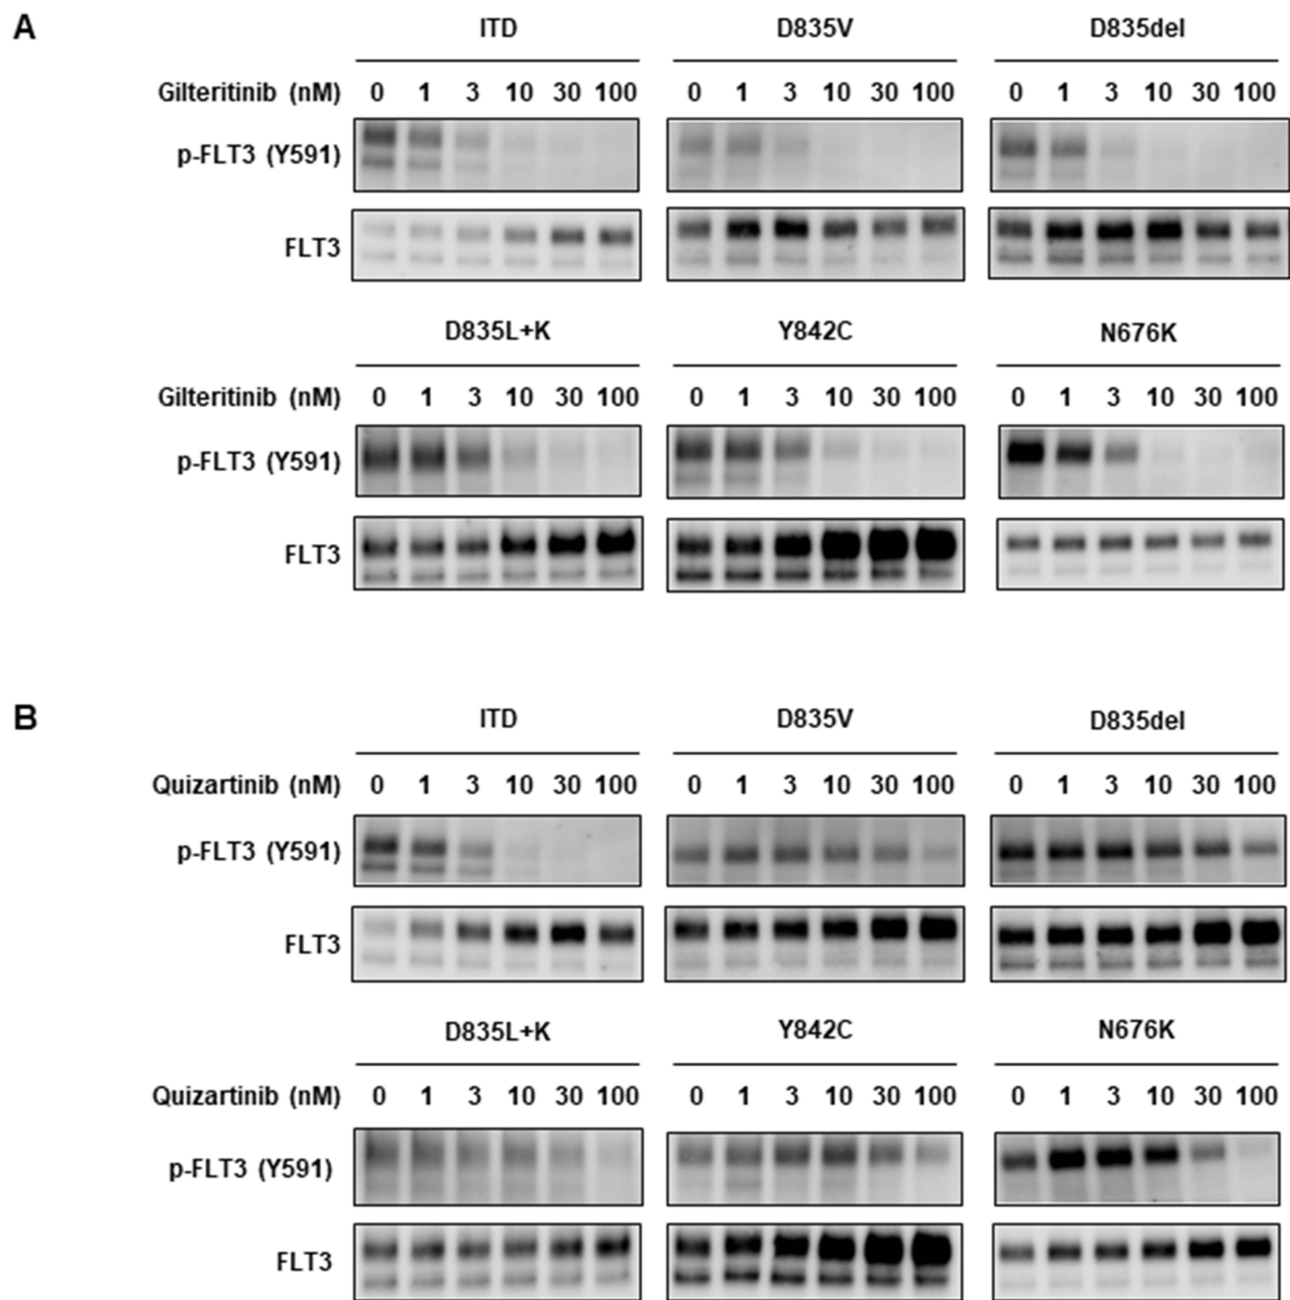 A
ITD D835V D835del
Gilteritinib (nM) 0 1 3 10 30 100 0 1 3 10 30 100 0 1 3 10 30 100
p-FLT3 (Y591)
FLT3
D835L+K Y842C N676K
Gilteritinib (nM) 0 1 3 10 30 100 0 1 3 10 30 100 0 1 3 10 30 100
p-FLT3 (Y591)
FLT3
B
ITD D835V D835del
Quizartinib (nM) 0 1 3 10 30 100 0 1 3 10 30 100 0 1 3 10 30 100
p-FLT3 (Y591)
FLT3
D835L+K Y842C N676K
Quizartinib (nM) 0 1 3 10 30 100 0 1 3 10 30 100 0 1 3 10 30 100
p-FLT3 (Y591)
FLT3